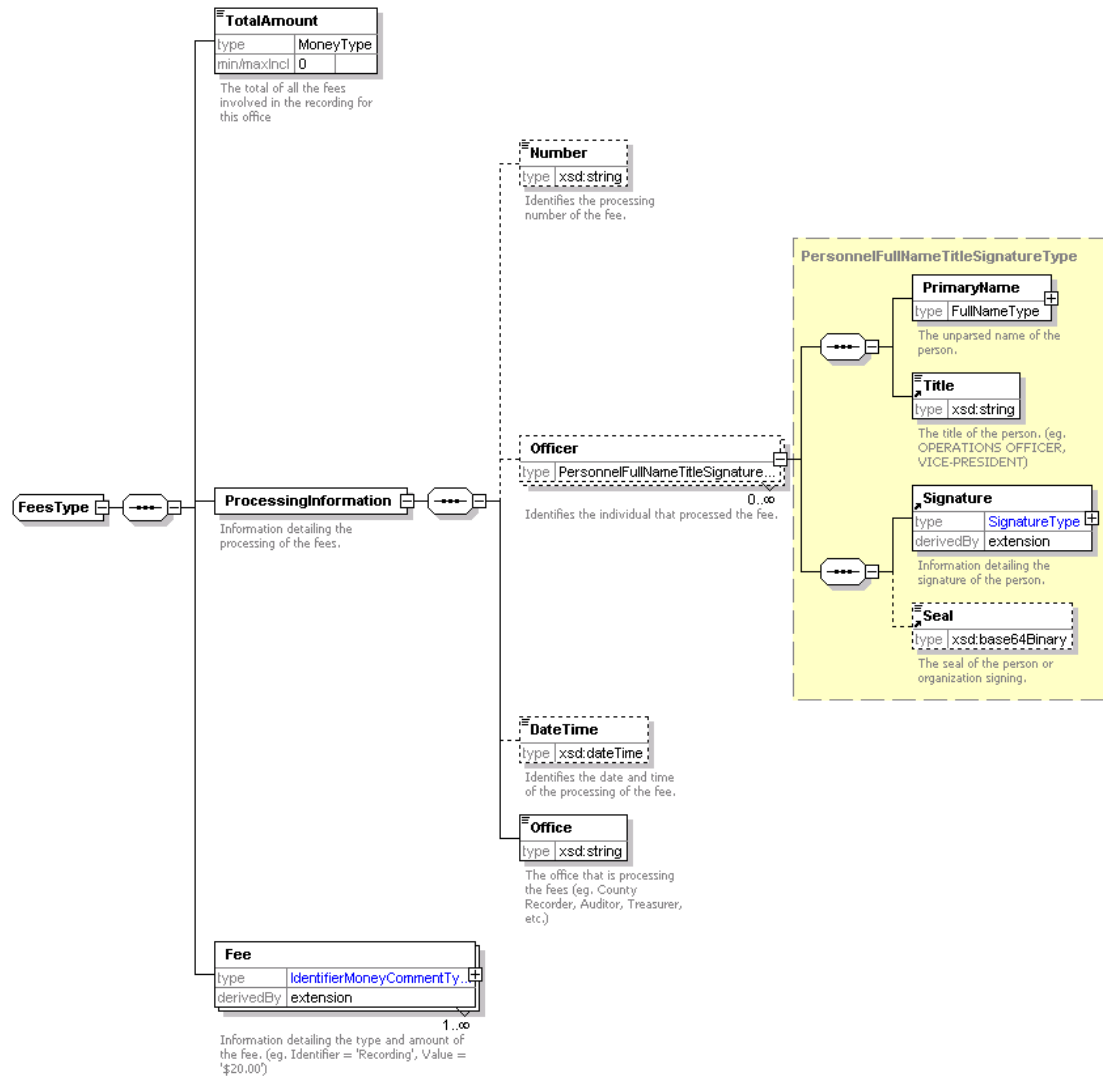 TotalAmount
type MoneyType
min/maxIncl 0
The total of all the fees
involved in the recording for
this office
Number
type xsd:string
Identifies the processing
number of the fee.
PersonnelFullNameTitleSignatureType
PrimaryName
type FullNameType
The unparsed name of the
person.
Title
type xsd:string
The title of the person. (eg.
OPERATIONS OFFICER,
VICE-PRESIDENT)
Officer
type PersonnelFullNameTitleSignature...
0..∞
Identifies the individual that processed the fee.
FeesType
ProcessingInformation
Information detailing the
processing of the fees.
Signature
type SignatureType
derivedBy extension
Information detailing the
signature of the person.
Seal
type xsd:base64Binary
The seal of the person or
organization signing.
DateTime
type xsd:dateTime
Identifies the date and time
of the processing of the fee.
Office
type xsd:string
The office that is processing
the fees (eg. County
Recorder, Auditor, Treasurer,
etc.)
Fee
type IdentifierMoneyCommentTy...
derivedBy extension
1..∞
Information detailing the type and amount of
the fee. (eg. Identifier = 'Recording', Value =
'$20.00')